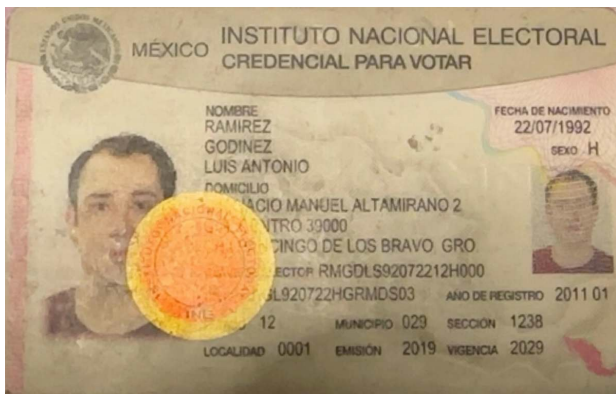 MÉXICO INSTITUTO NACIONAL ELECTORAL
CREDENCIAL PARA VOTAR
NOMBRE
RAMIREZ
GODINEZ
LUIS ANTONIO
FECHA DE NACIMIENTO
22/07/1992
SEXO H
DOMICILIO
MANUEL ALTAMIRANO 2
39000
DE LOS BRAVO, GRO.
RMGDLS92072212H000
GL920722HGRMDS03 AÑO DE REGISTRO 2011 01
12 MUNICIPIO 029 SECCIÓN 1238
LOCALIDAD 0001 EMISIÓN 2019 VIGENCIA 2029